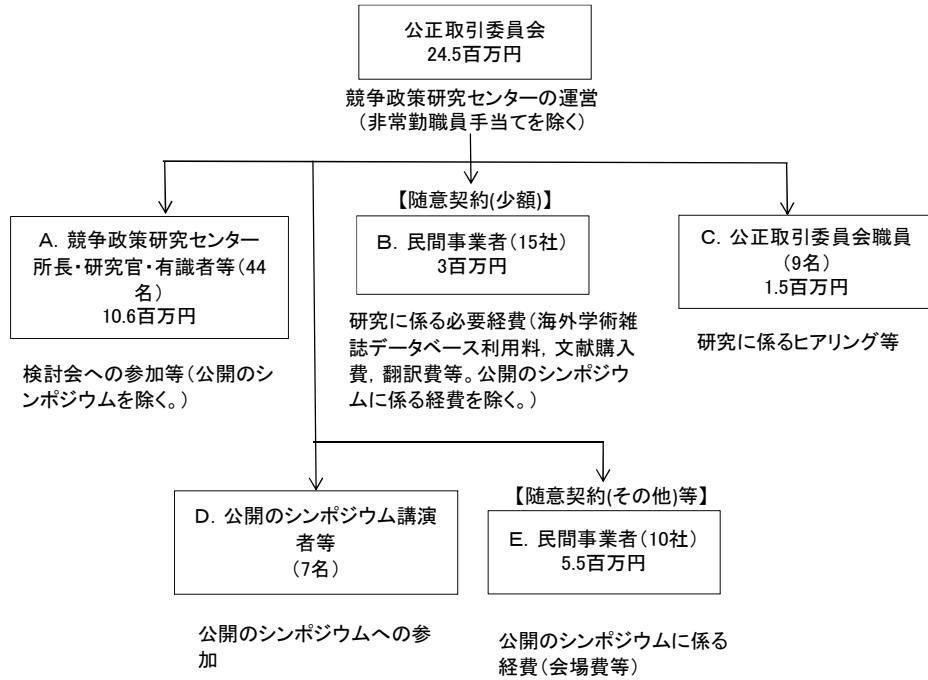 公正取引委員会
24.5百万円
競争政策研究センターの運営
（非常勤職員手当てを除く）
A．競争政策研究センター
所長・研究官・有識者等（44
名）
10.6百万円
検討会への参加等（公開のシ
ンポジウムを除く。）
【随意契約(少額)】
B．民間事業者（15社）
3百万円
研究に係る必要経費（海外学術雑
誌データベース利用料，文献購入
費，翻訳費等。公開のシンポジウ
ムに係る経費を除く。）
C．公正取引委員会職員
（9名）
1.5百万円
研究に係るヒアリング等
D．公開のシンポジウム講演
者等
（7名）
公開のシンポジウムへの参
加
【随意契約(その他)等】
E．民間事業者（10社）
5.5百万円
公開のシンポジウムに係る
経費（会場費等）